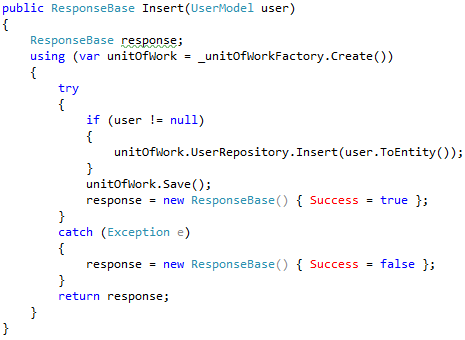 public ResponseBase Insert(UserModel user)
{
    ResponseBase response;
    using (var unitOfWork = _unitOfWorkFactory.Create())
    {
        try
        {
            if (user != null)
            {
                unitOfWork.UserRepository.Insert(user.ToEntity());
            }
            unitOfWork.Save();
            response = new ResponseBase() { Success = true };
        }
        catch (Exception e)
        {
            response = new ResponseBase() { Success = false };
        }
        return response;
    }
}